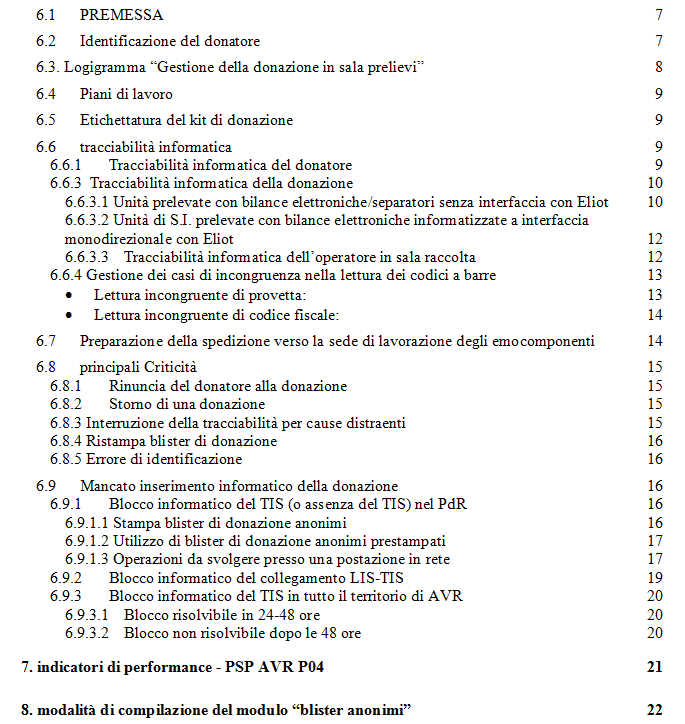 6.1 PREMESSA 7
6.2 Identificazione del donatore 7
6.3. Logigramma “Gestione della donazione in sala prelievi” 8
6.4 Piani di lavoro 9
6.5 Etichettatura del kit di donazione 9
6.6 tracciabilità informatica 9
6.6.1 Tracciabilità informatica del donatore 9
6.6.3 Tracciabilità informatica della donazione 10
6.6.3.1 Unità prelevate con bilance elettroniche/separatori senza interfaccia con Eliot 10
6.6.3.2 Unità di S.I. prelevate con bilance elettroniche informatizzate a interfaccia
monodirezionale con Eliot 12
6.6.3.3 Tracciabilità informatica dell’operatore in sala raccolta 12
6.6.4 Gestione dei casi di incongruenza nella lettura dei codici a barre 13
• Lettura incongruente di provetta: 13
• Lettura incongruente di codice fiscale: 14
6.7 Preparazione della spedizione verso la sede di lavorazione degli emocomponenti 14
6.8 principali Criticità 15
6.8.1 Rinuncia del donatore alla donazione 15
6.8.2 Storno di una donazione 15
6.8.3 Interruzione della tracciabilità per cause distraenti 15
6.8.4 Ristampa blister di donazione 16
6.8.5 Errore di identificazione 16
6.9 Mancato inserimento informatico della donazione 16
6.9.1 Blocco informatico del TIS (o assenza del TIS) nel PdR 16
6.9.1.1 Stampa blister di donazione anonimi 16
6.9.1.2 Utilizzo di blister di donazione anonimi prestampati 17
6.9.1.3 Operazioni da svolgere presso una postazione in rete 17
6.9.2 Blocco informatico del collegamento LIS-TIS 19
6.9.3 Blocco informatico del TIS in tutto il territorio di AVR 20
6.9.3.1 Blocco risolvibile in 24-48 ore 20
6.9.3.2 Blocco non risolvibile dopo le 48 ore 20
7. indicatori di performance - PSP AVR P04 21
8. modalità di compilazione del modulo “blister anonimi” 22